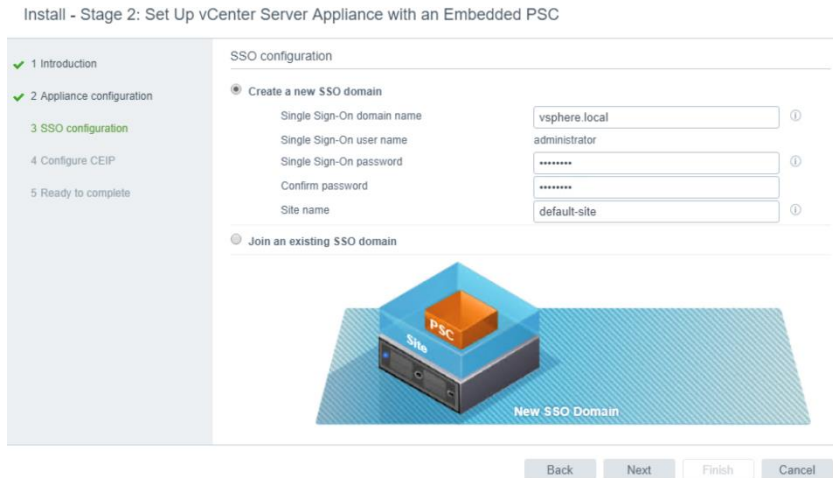 Install - Stage 2: Set Up vCenter Server Appliance with an Embedded PSC
1 Introduction
2 Appliance configuration
3 SSO configuration
4 Configure CEIP
5 Ready to complete
SSO configuration
Create a new SSO domain
Single Sign-On domain name vsphere.local
Single Sign-On user name administrator
Single Sign-On password ••••••••
Confirm password ••••••••
Site name default-site
Join an existing SSO domain
PSC
Site
New SSO Domain
Back Next Finish Cancel